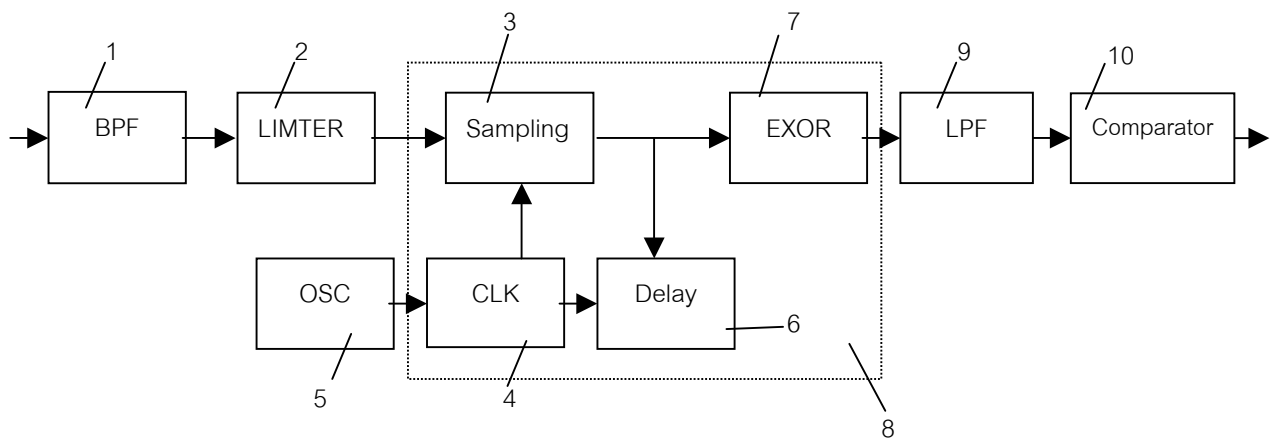 1
2
3
7
9
10
BPF
LIMTER
Sampling
EXOR
LPF
Comparator
OSC
CLK
Delay
6
5
4
8